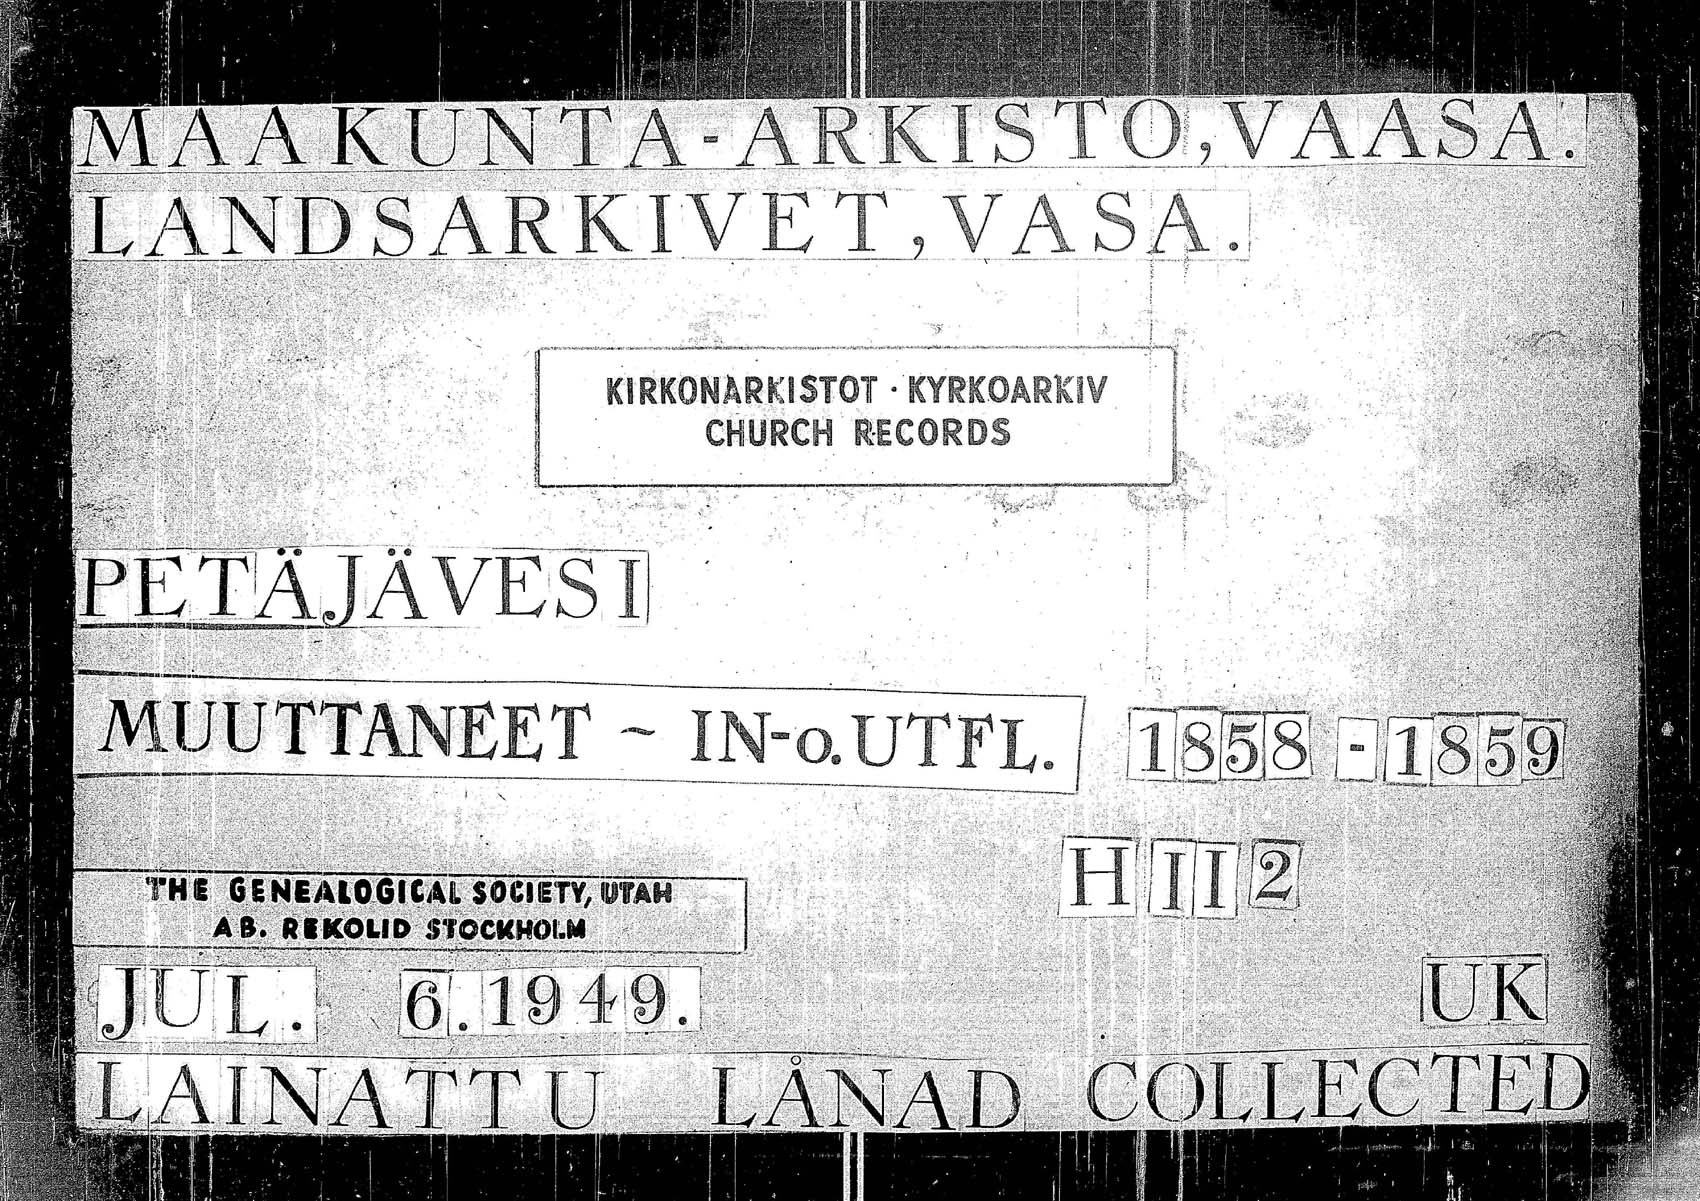 MAAKUNTA-ARKISTO, VAASA.
LANDSARKIVET, VASA.
KIRKONARKISTOT · KYRKOARKIV
CHURCH RECORDS
PETÄJÄVESI
MUUTTANEET ~ IN-o. UTFL. 1858-1859
H II 2
THE GENEALOGICAL SOCIETY, UTAH
AB. REKOLID STOCKHOLM
JUL. 6.1949. UK
LAINATTU LÅNAD COLLECTED